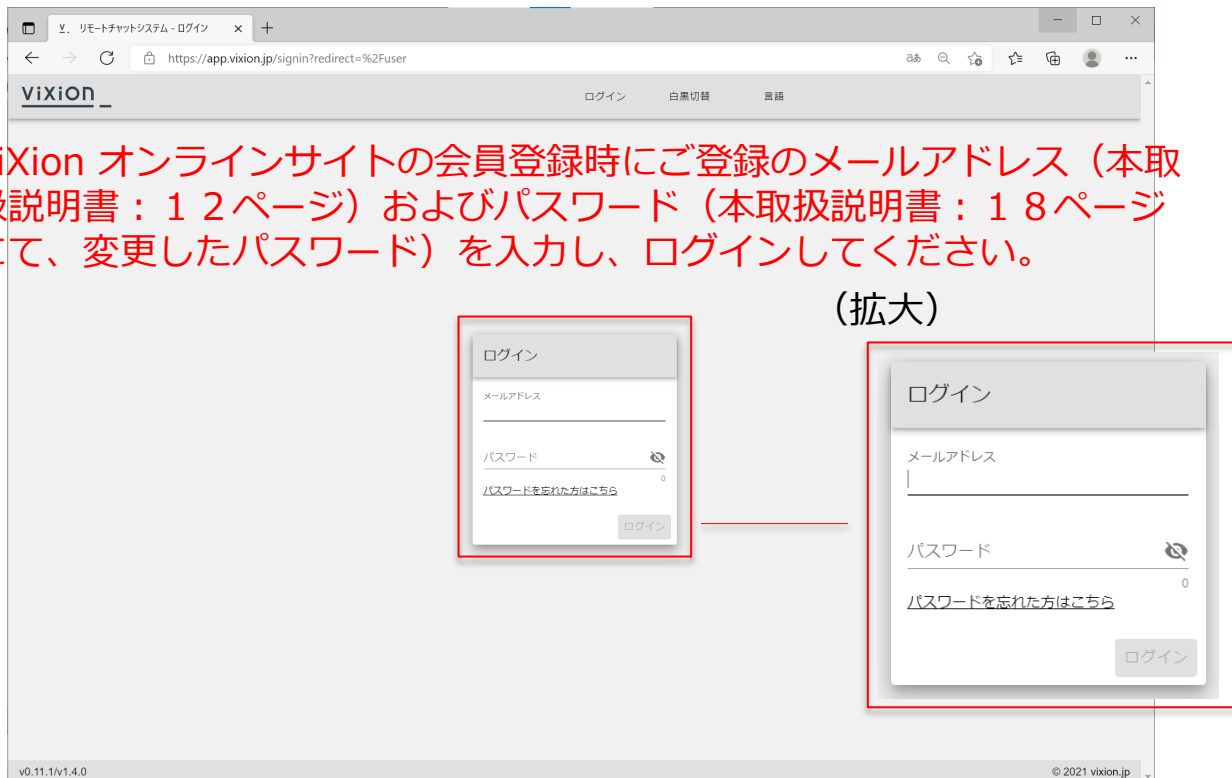 リモートチャットシステム - ログイン
https://app.vixion.jp/signin?redirect=%2Fuser
ViXion
ログイン 白黒切替 言語
iXion オンラインサイトの会員登録時にご登録のメールアドレス（本取
扱説明書：１２ページ）およびパスワード（本取扱説明書：１８ページ
にて、変更したパスワード）を入力し、ログインしてください。
（拡大）
ログイン
メールアドレス
パスワード
0
パスワードを忘れた方はこちら
ログイン
ログイン
メールアドレス
パスワード
0
パスワードを忘れた方はこちら
ログイン
v0.11.1/v1.4.0
© 2021 vixion.jp